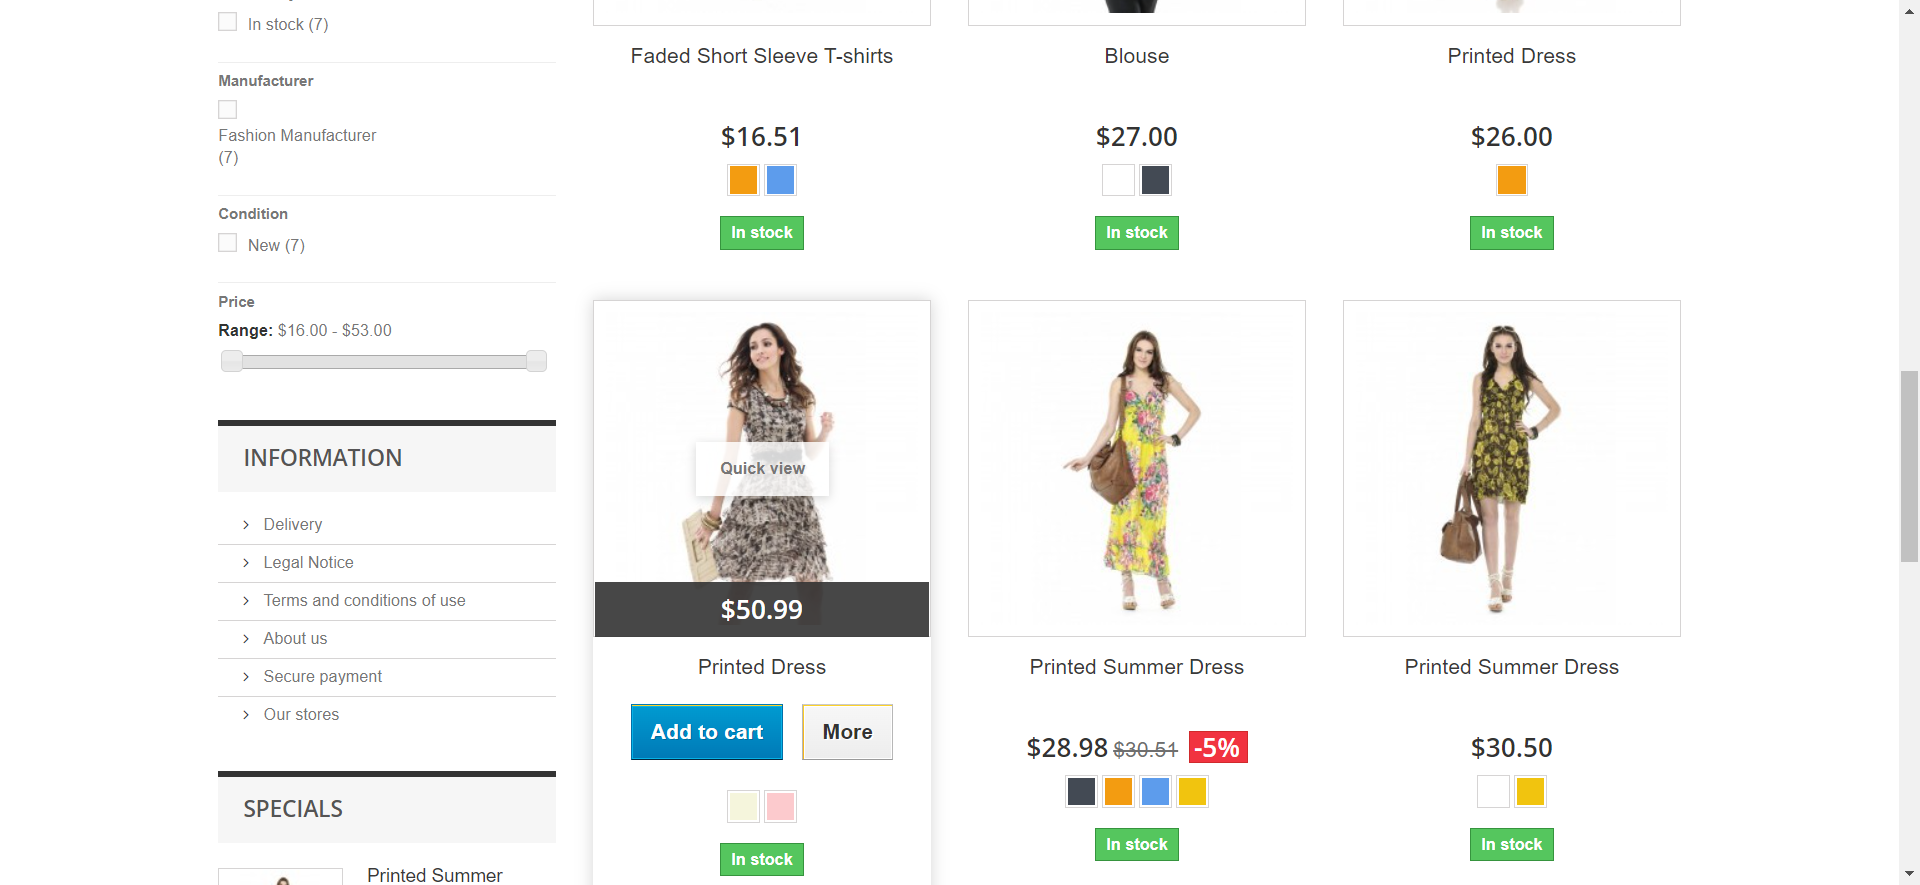 In stock (7)
Manufacturer
Fashion Manufacturer
(7)
Condition
New (7)
Price
Range: $16.00 - $53.00
INFORMATION
Delivery
Legal Notice
Terms and conditions of use
About us
Secure payment
Our stores
SPECIALS
Printed Summer
Faded Short Sleeve T-shirts
$16.51
In stock
Blouse
$27.00
In stock
Printed Dress
$26.00
In stock
Quick view
$50.99
Printed Dress
Add to cart
More
In stock
Printed Summer Dress
$28.98 $30.51 -5%
In stock
Printed Summer Dress
$30.50
In stock